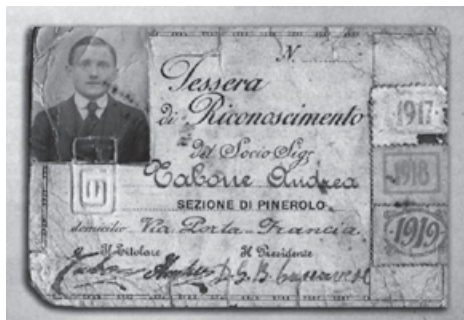 N.
Tessera
di Riconoscimento
del Socio Sigr
Tabone Andrea
SEZIONE DI PINEROLO
domicilio Via Porta Francia
Il Titolare Il Presidente
1917
1918
1919